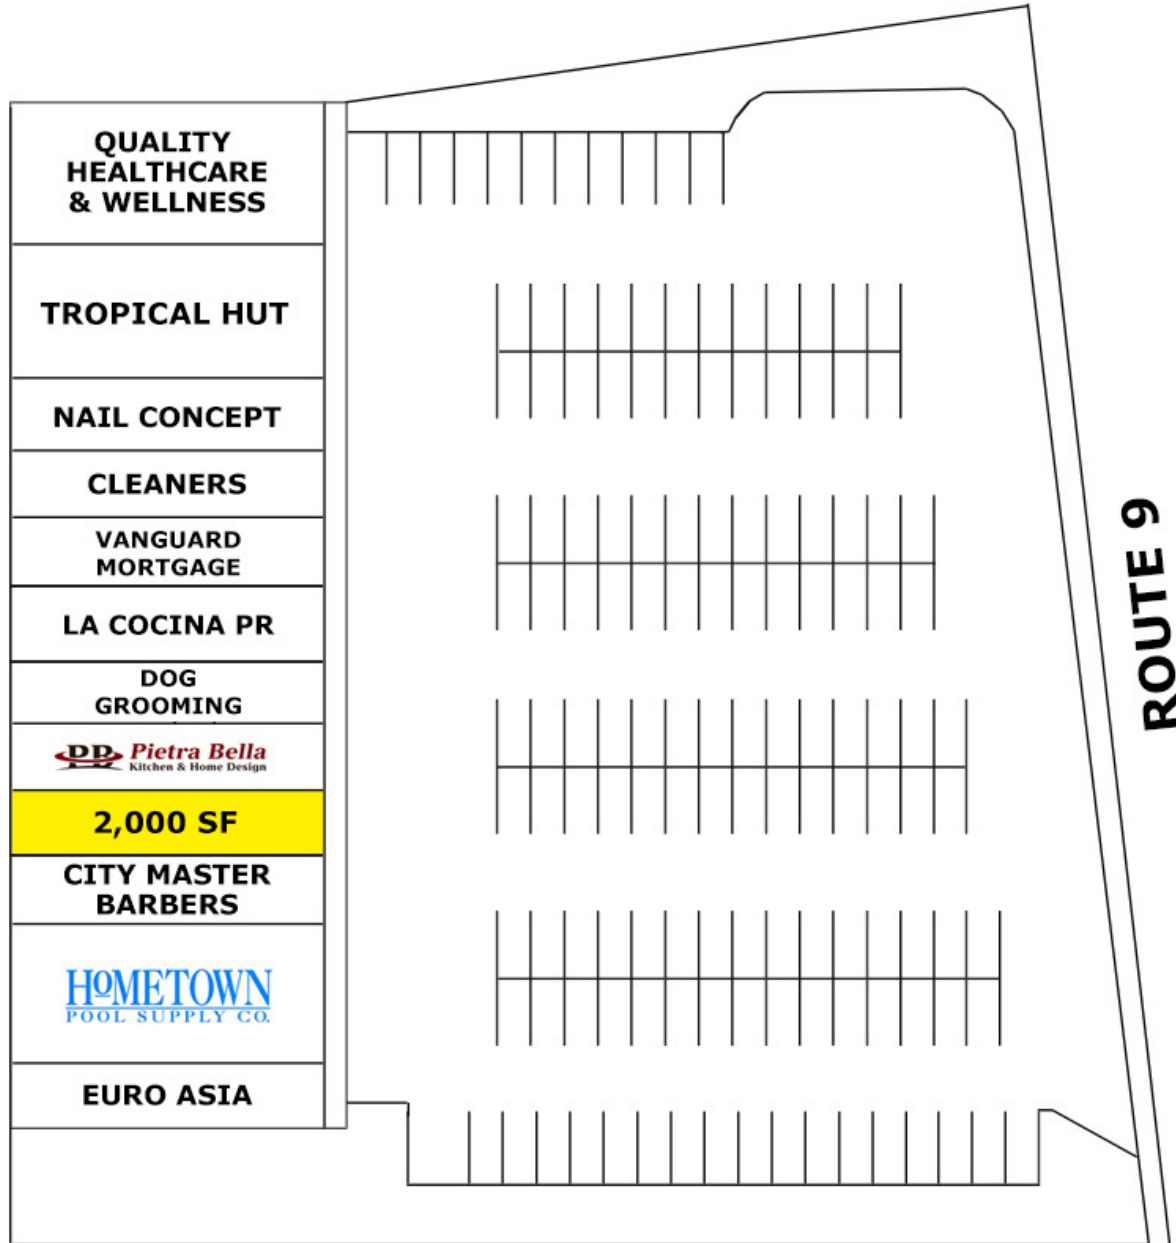 QUALITY
HEALTHCARE
& WELLNESS
TROPICAL HUT
NAIL CONCEPT
CLEANERS
VANGUARD
MORTGAGE
LA COCINA PR
DOG
GROOMING
PB Pietra Bella
Kitchen & Home Design
2,000 SF
CITY MASTER
BARBERS
HOMETOWN
POOL SUPPLY CO.
EURO ASIA
ROUTE 9